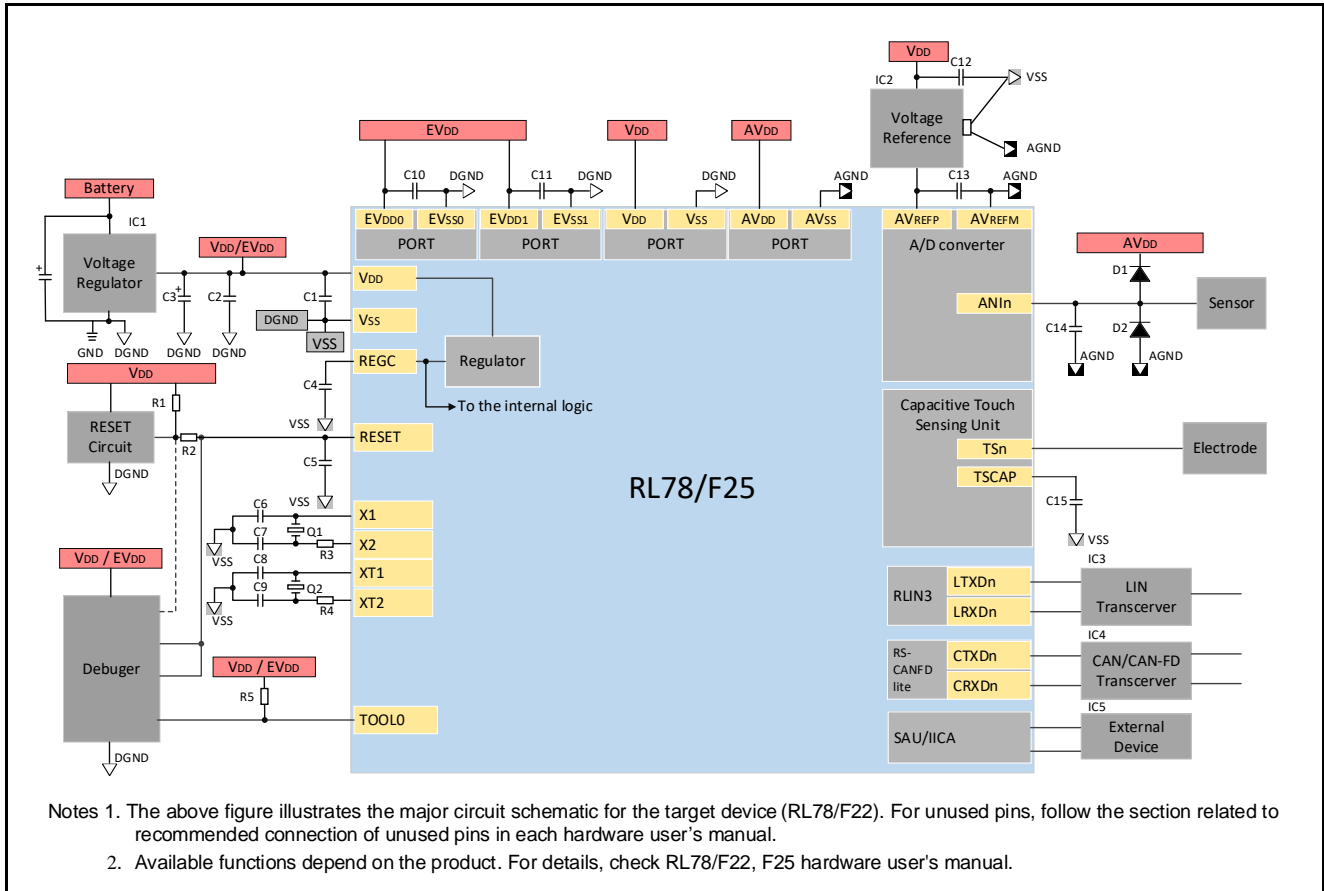 VDD
C12
IC2
VSS
Voltage
Reference
AGND
C13
AGND
EVDD
VDD
AVDD
C10
DGND
C11
DGND
DGND
AGND
EVDD0
EVSS0
EVDD1
EVSS1
VDD
VSS
AVDD
AVSS
AVREFP
AVREFM
PORT
PORT
PORT
PORT
A/D converter
Battery
IC1
Voltage
Regulator
+
VDD/EVDD
C3
+
C2
C1
GND
DGND
DGND
DGND
DGND
VSS
VDD
Vss
REGC
Regulator
To the internal logic
C4
VSS
VDD
R1
RESET
Circuit
R2
DGND
RESET
C5
VSS
C6
C7
Q1
R3
VSS
X1
X2
C8
C9
Q2
R4
VSS
XT1
XT2
VDD / EVDD
Debuger
DGND
VDD / EVDD
R5
TOOL0
RL78/F25
AVDD
D1
ANIn
Sensor
C14
D2
AGND
AGND
Capacitive Touch
Sensing Unit
TSn
Electrode
TSCAP
C15
VSS
IC3
RLIN3
LTXDn
LRXDn
LIN
Transcerver
IC4
RS-
CANFD
lite
CTXDn
CRXDn
CAN/CAN-FD
Transcerver
IC5
SAU/IICA
External
Device
Notes 1. The above figure illustrates the major circuit schematic for the target device (RL78/F22). For unused pins, follow the section related to
recommended connection of unused pins in each hardware user’s manual.
2. Available functions depend on the product. For details, check RL78/F22, F25 hardware user's manual.